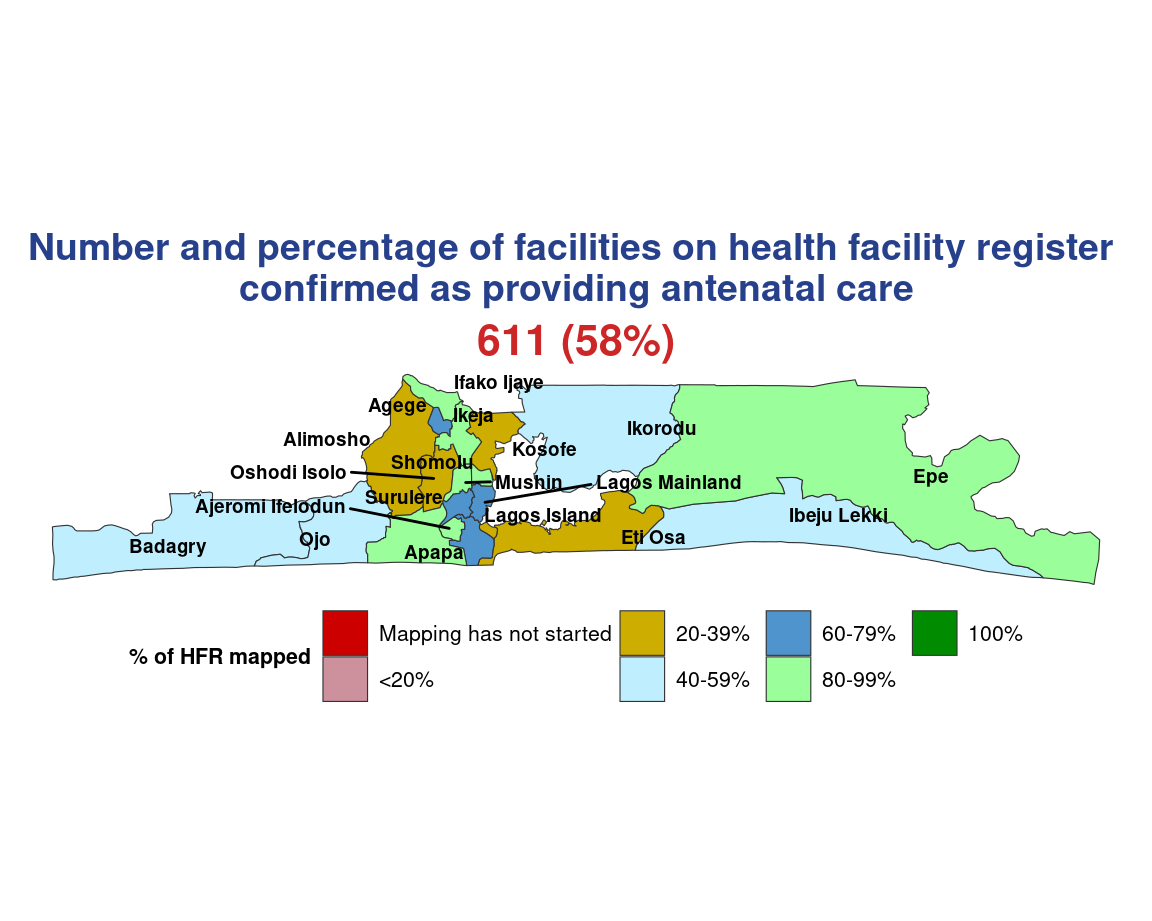 Number and percentage of facilities on health facility register
confirmed as providing antenatal care
611 (58%)
Ifako Ijaye
Agege
Ikeja
Ikorodu
Alimosho
Kosofe
Shomolu
Oshodi Isolo
Epe
Mushin
Lagos Mainland
Surulere
Ajeromi Ifelodun
Lagos Island
Ibeju Lekki
Eti Osa
Ojo
Badagry
Apapa
% of HFR mapped
Mapping has not started
<20%
20-39%
40-59%
60-79%
80-99%
100%